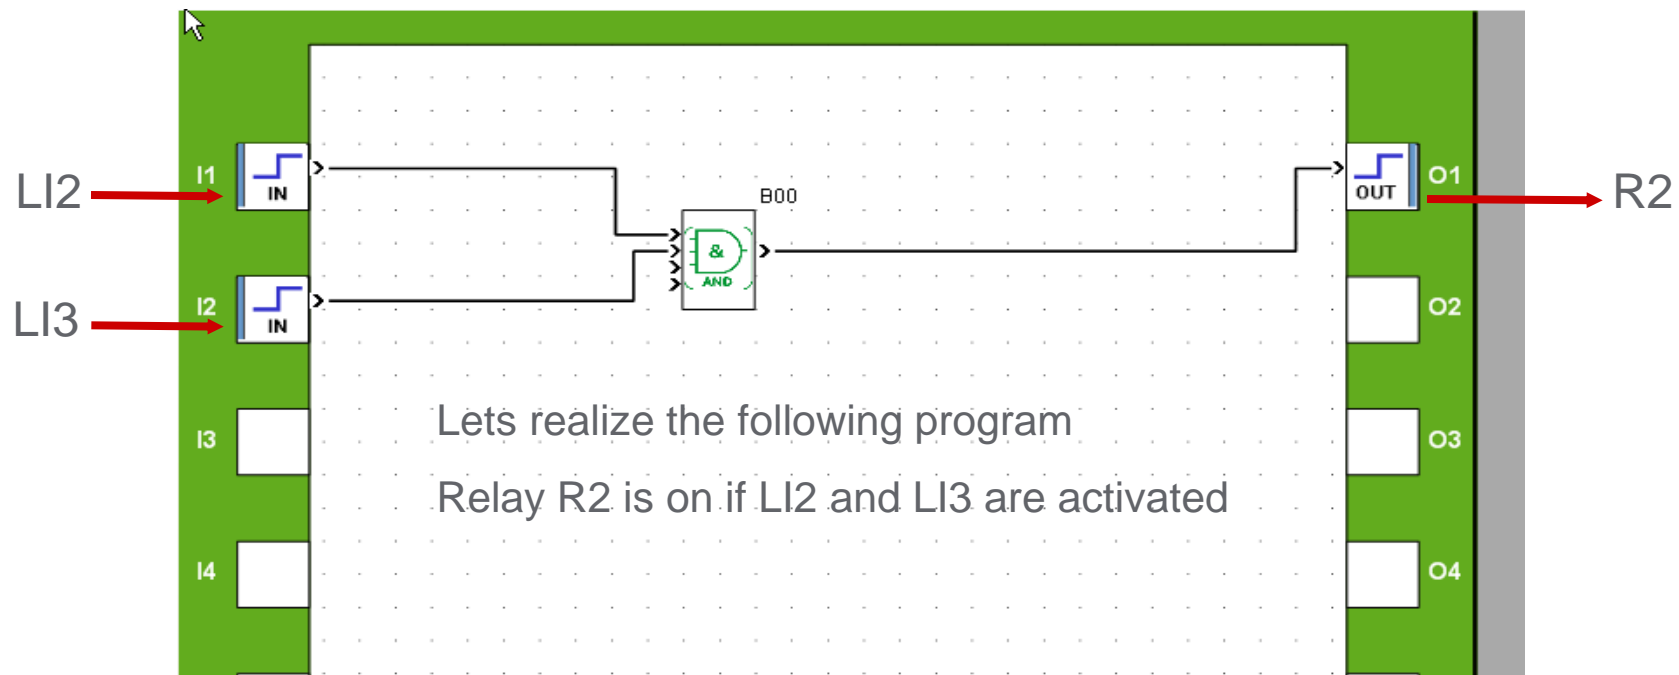 B00
I1
IN
LI2
&
AND
OUT
O1
R2
I2
IN
LI3
O2
Lets realize the following program
I3
O3
Relay R2 is on if LI2 and LI3 are activated
I4
O4